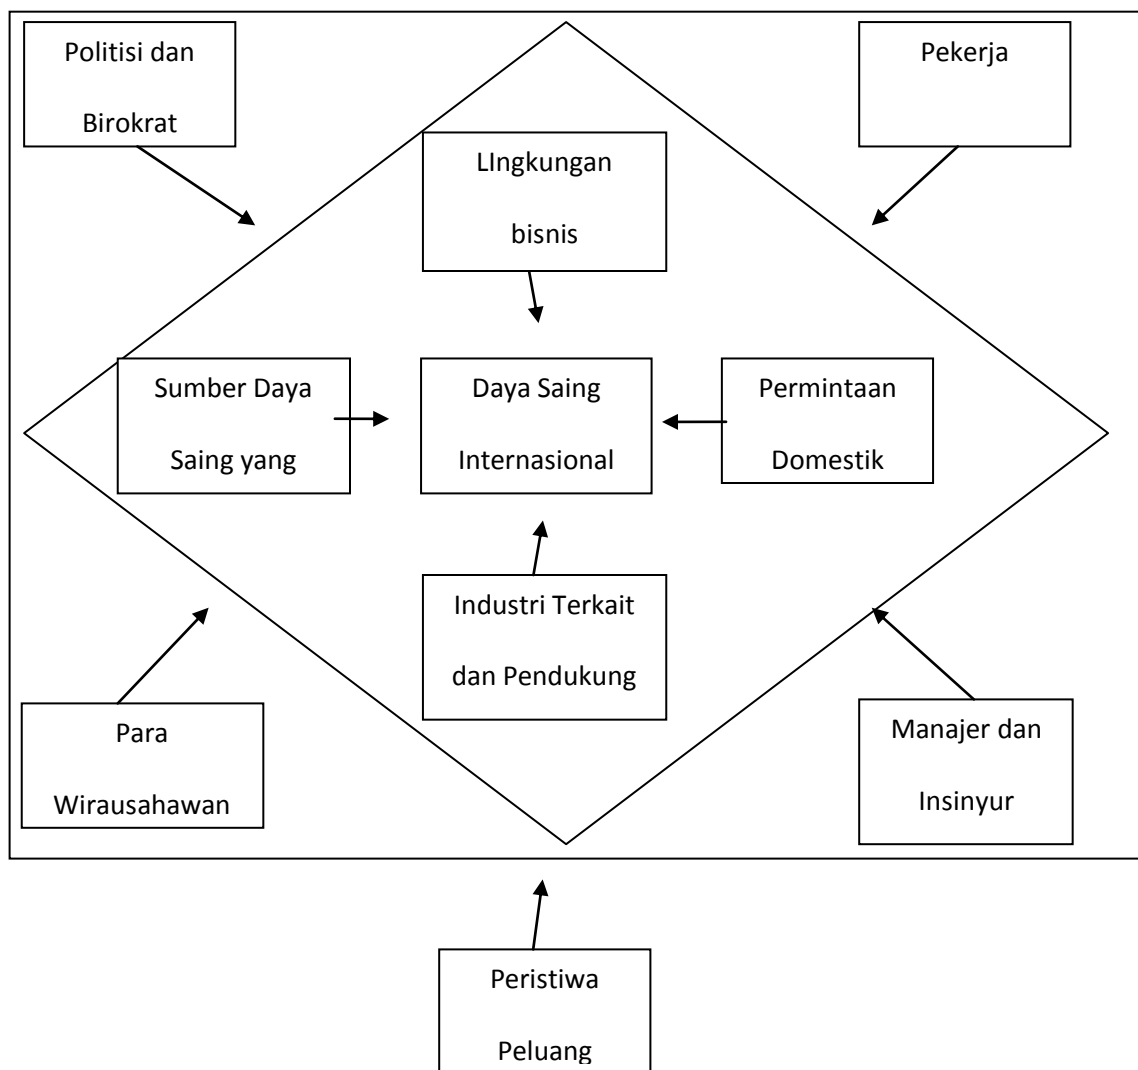 Politisi dan
Birokrat
Pekerja
LIngkungan
bisnis
Sumber Daya
Saing yang
Daya Saing
Internasional
Permintaan
Domestik
Industri Terkait
dan Pendukung
Para
Wirausahawan
Manajer dan
Insinyur
Peristiwa
Peluang